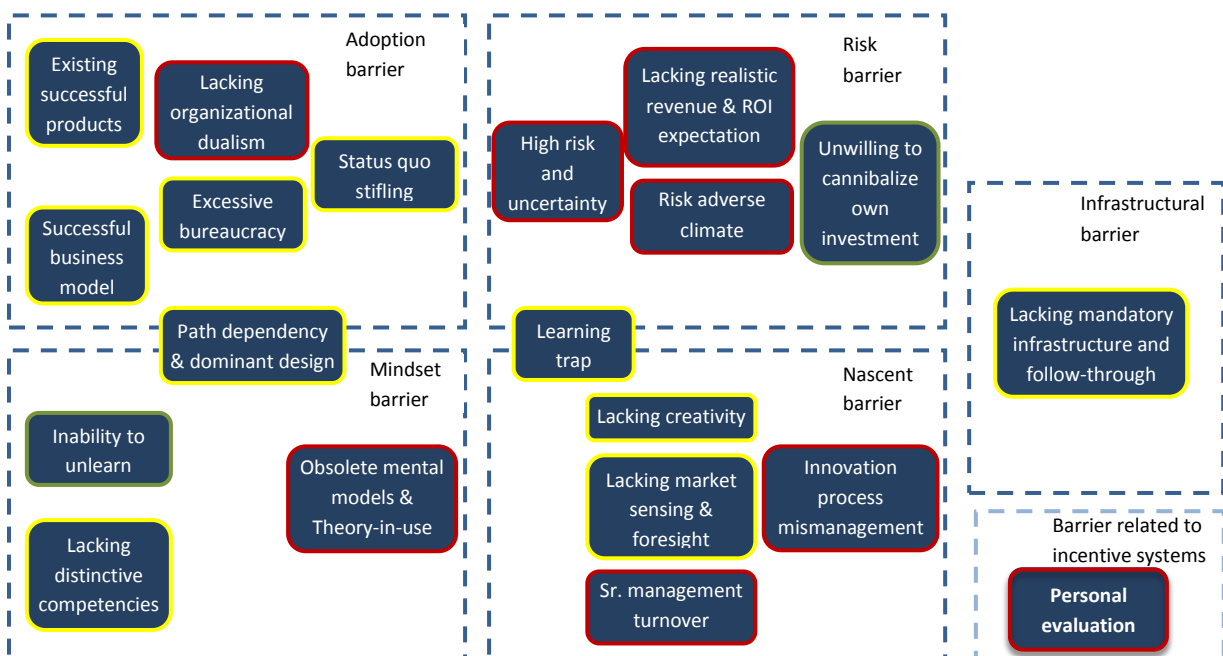 Adoption
barrier
Existing
successful
products
Lacking
organizational
dualism
Status quo
stifling
Excessive
bureaucracy
Successful
business
model
Path dependency
& dominant design
Risk
barrier
Lacking realistic
revenue & ROI
expectation
High risk
and
uncertainty
Risk adverse
climate
Unwilling to
cannibalize
own
investment
Learning
trap
Infrastructural
barrier
Lacking mandatory
infrastructure and
follow-through
Mindset
barrier
Inability to
unlearn
Obsolete mental
models &
Theory-in-use
Lacking
distinctive
competencies
Nascent
barrier
Lacking creativity
Lacking market
sensing &
foresight
Innovation
process
mismanagement
Sr. management
turnover
Barrier related to
incentive systems
Personal
evaluation